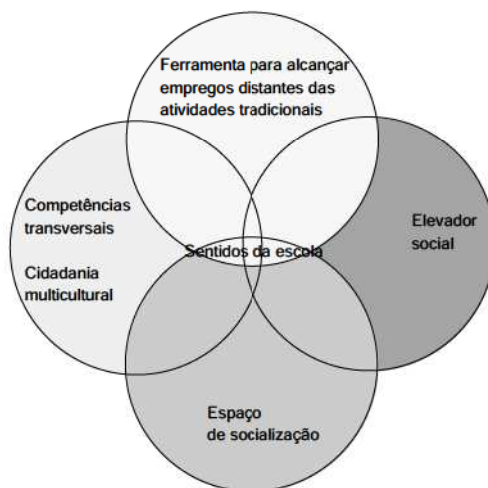 Ferramenta para alcançar
empregos distantes das
atividades tradicionais
Competências
transversais
Cidadania
multicultural
Elevador
social
Sentidos da escola
Espaço
de socialização